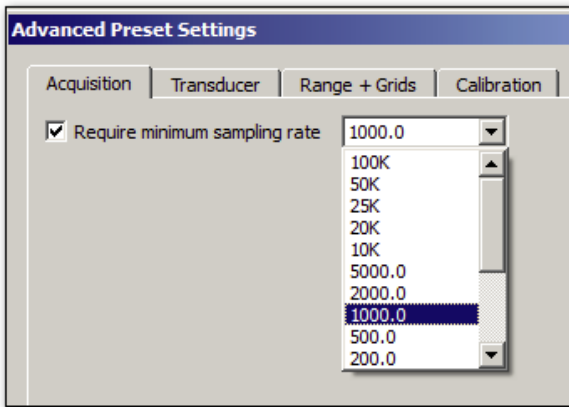 Advanced Preset Settings
Acquisition Transducer Range + Grids Calibration
Require minimum sampling rate 1000.0
100K
50K
25K
20K
10K
5000.0
2000.0
1000.0
500.0
200.0